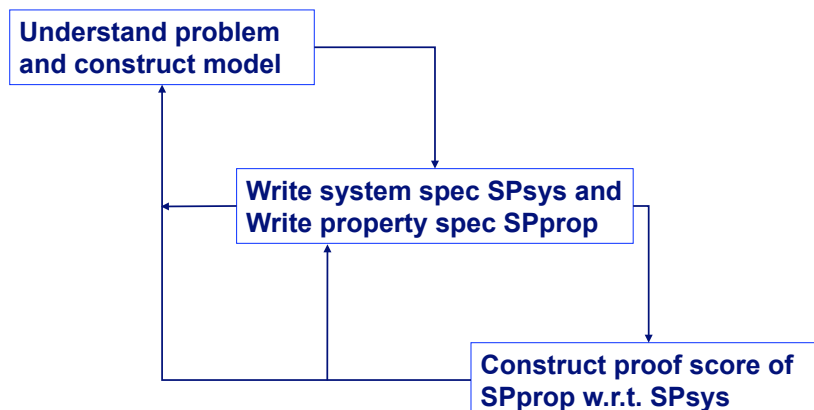 Understand problem
and construct model
Write system spec SPsys and
Write property spec SPprop
Construct proof score of
SPprop w.r.t. SPsys